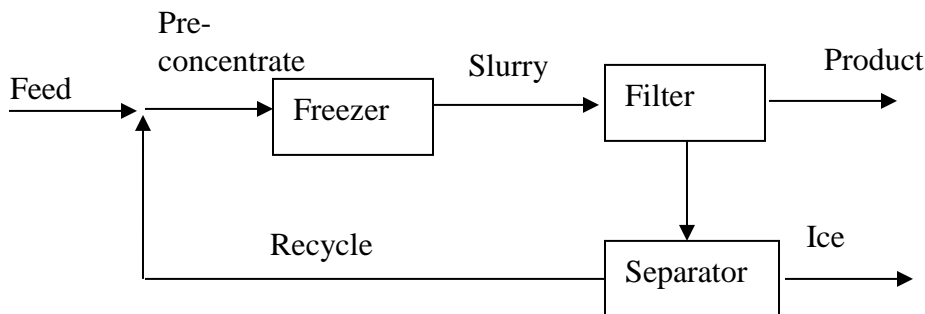 Pre-
concentrate
Slurry
Product
Feed
Freezer
Filter
Recycle
Separator
Ice